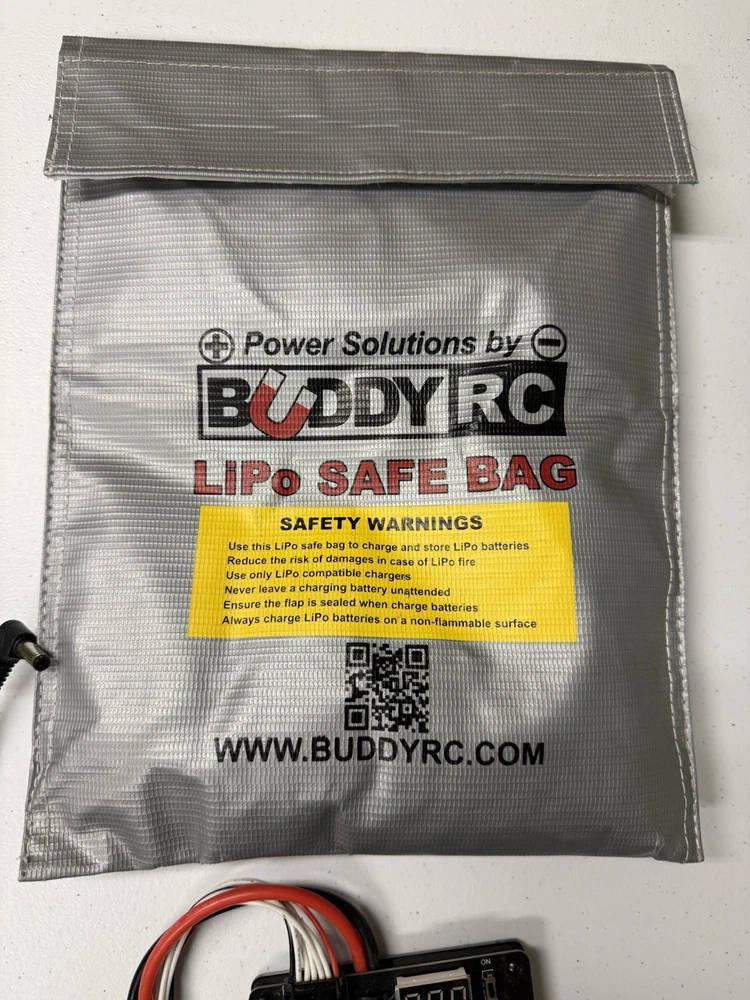 Power Solutions by
BUDDY RC
LiPo SAFE BAG
SAFETY WARNINGS
Use this LiPo safe bag to charge and store LiPo batteries
Reduce the risk of damages in case of LiPo fire
Use only LiPo compatible chargers
Never leave a charging battery unattended
Ensure the flap is sealed when charge batteries
Always charge LiPo batteries on a non-flammable surface
WWW.BUDDYRC.COM
ON